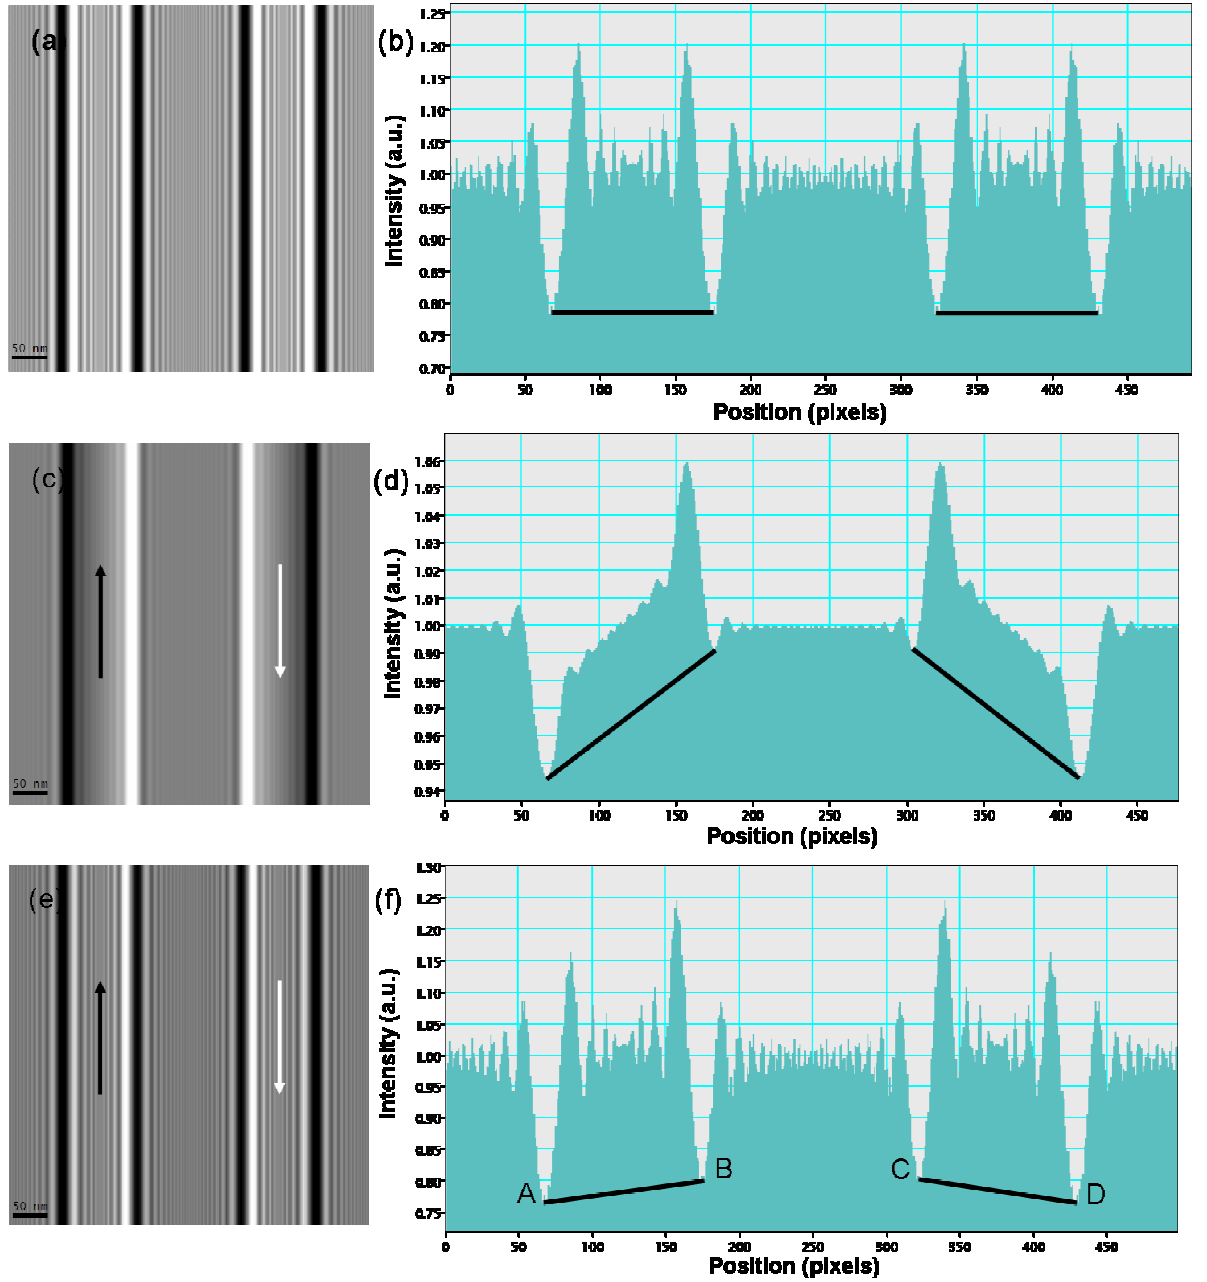 (a)
50 nm
(b)
Intensity (a.u.)
1.25
1.20
1.15
1.10
1.05
1.00
0.95
0.90
0.85
0.80
0.75
0.70
0 50 100 150 200 250 300 350 400 450
Position (pixels)
(c)
50 nm
(d)
Intensity (a.u.)
1.06
1.05
1.04
1.03
1.02
1.01
1.00
0.99
0.98
0.97
0.96
0.95
0.94
0 50 100 150 200 250 300 350 400 450
Position (pixels)
(e)
50 nm
(f)
Intensity (a.u.)
1.30
1.25
1.20
1.15
1.10
1.05
1.00
0.95
0.90
0.85
0.80
0.75
A B C D
0 50 100 150 200 250 300 350 400 450
Position (pixels)